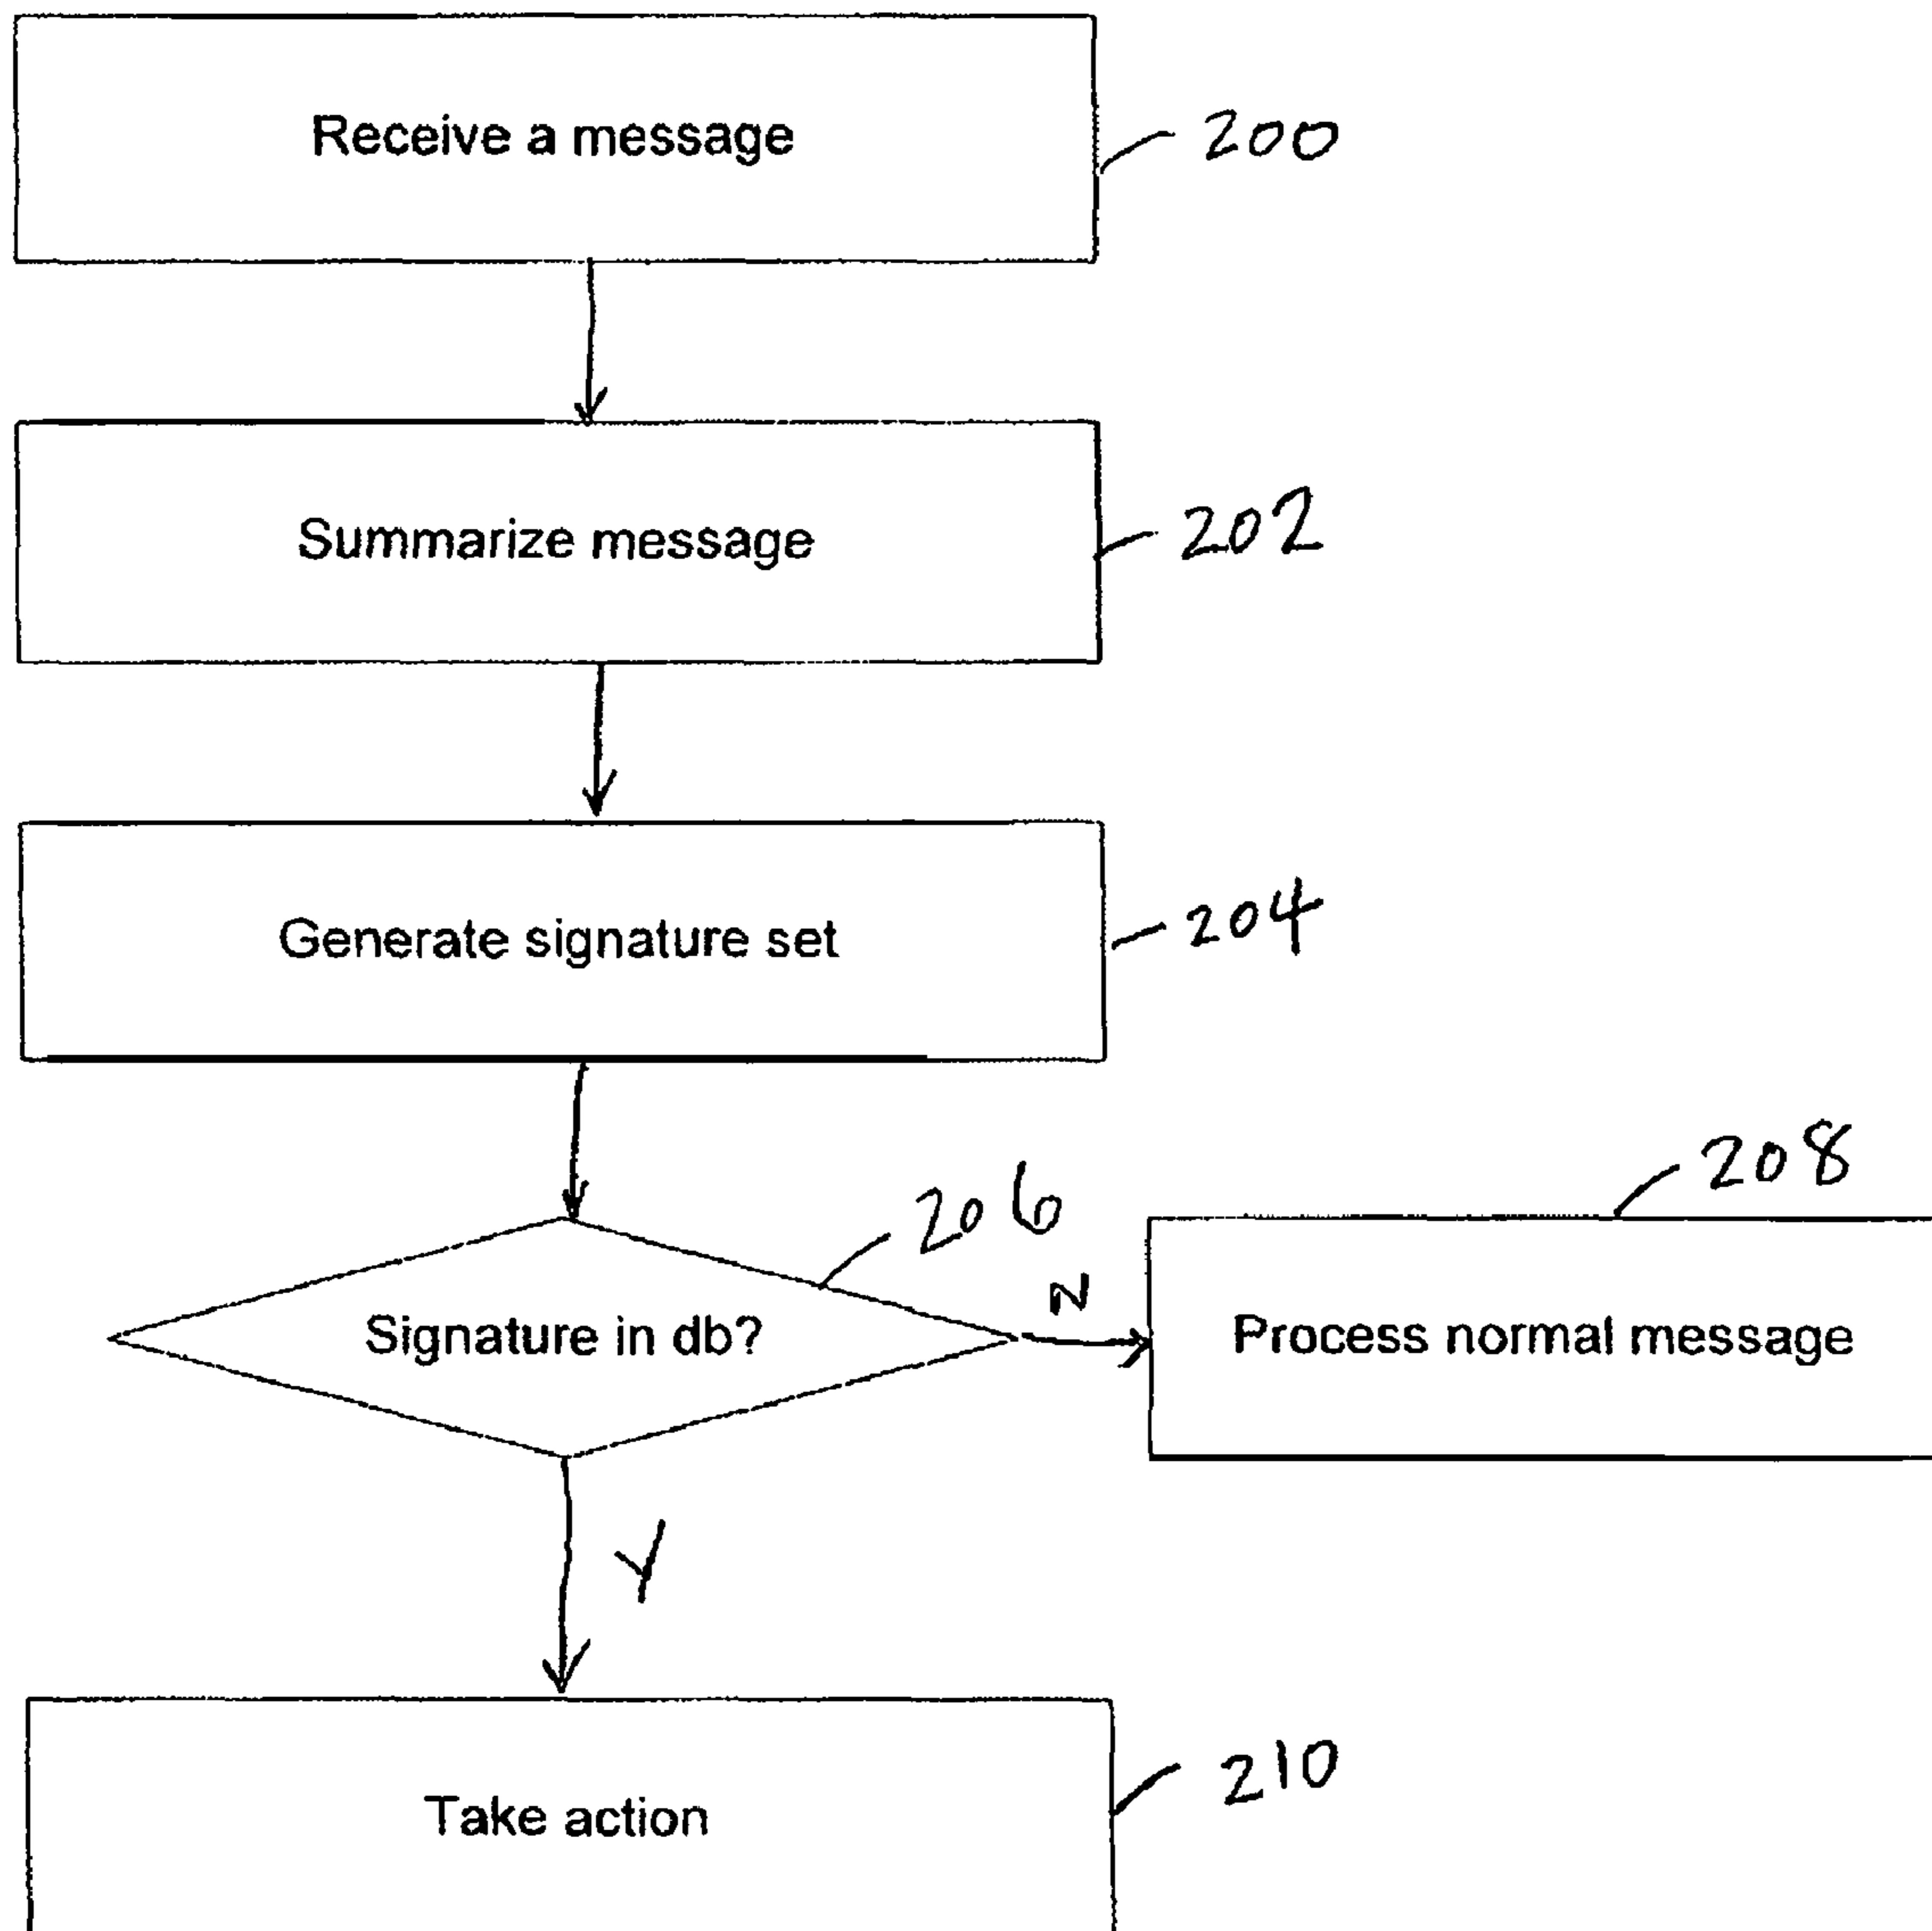 Receive a message
200
Summarize message
202
Generate signature set
204
206
208
Signature in db?
N
Process normal message
Y
Take action
210